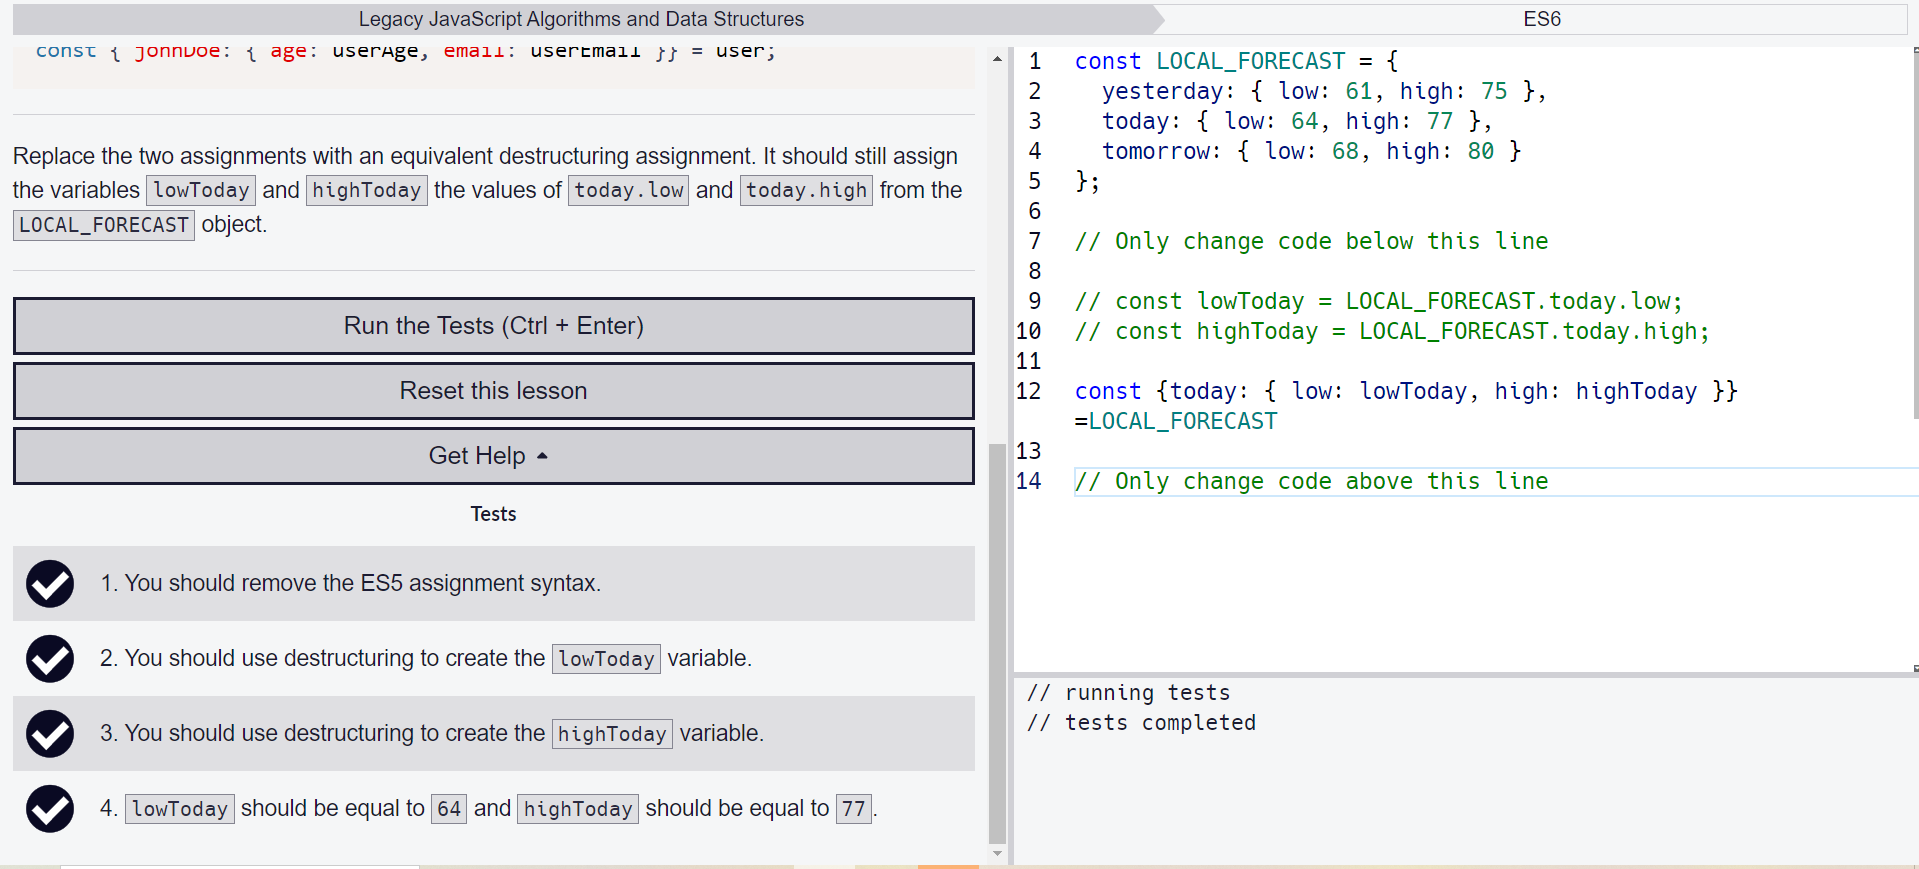 Legacy JavaScript Algorithms and Data Structures
ES6
const { johnDoe: { age: userAge, email: userEmail }} = user;
Replace the two assignments with an equivalent destructuring assignment. It should still assign
the variables lowToday and highToday the values of today.low and today.high from the
LOCAL_FORECAST object.
Run the Tests (Ctrl + Enter)
Reset this lesson
Get Help
Tests
1. You should remove the ES5 assignment syntax.
2. You should use destructuring to create the lowToday variable.
3. You should use destructuring to create the highToday variable.
4. lowToday should be equal to 64 and highToday should be equal to 77.
1 const LOCAL_FORECAST = {
2   yesterday: { low: 61, high: 75 },
3   today: { low: 64, high: 77 },
4   tomorrow: { low: 68, high: 80 }
5 };
6
7 // Only change code below this line
8
9 // const lowToday = LOCAL_FORECAST.today.low;
10 // const highToday = LOCAL_FORECAST.today.high;
11
12 const {today: { low: lowToday, high: highToday }}
=LOCAL_FORECAST
13
14 // Only change code above this line
// running tests
// tests completed